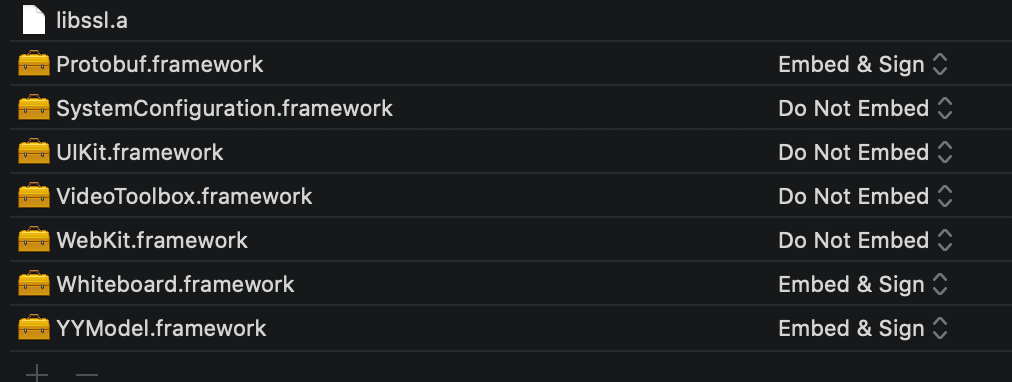 libssl.a
Protobuf.framework Embed & Sign
SystemConfiguration.framework Do Not Embed
UIKit.framework Do Not Embed
VideoToolbox.framework Do Not Embed
WebKit.framework Do Not Embed
Whiteboard.framework Embed & Sign
YYModel.framework Embed & Sign